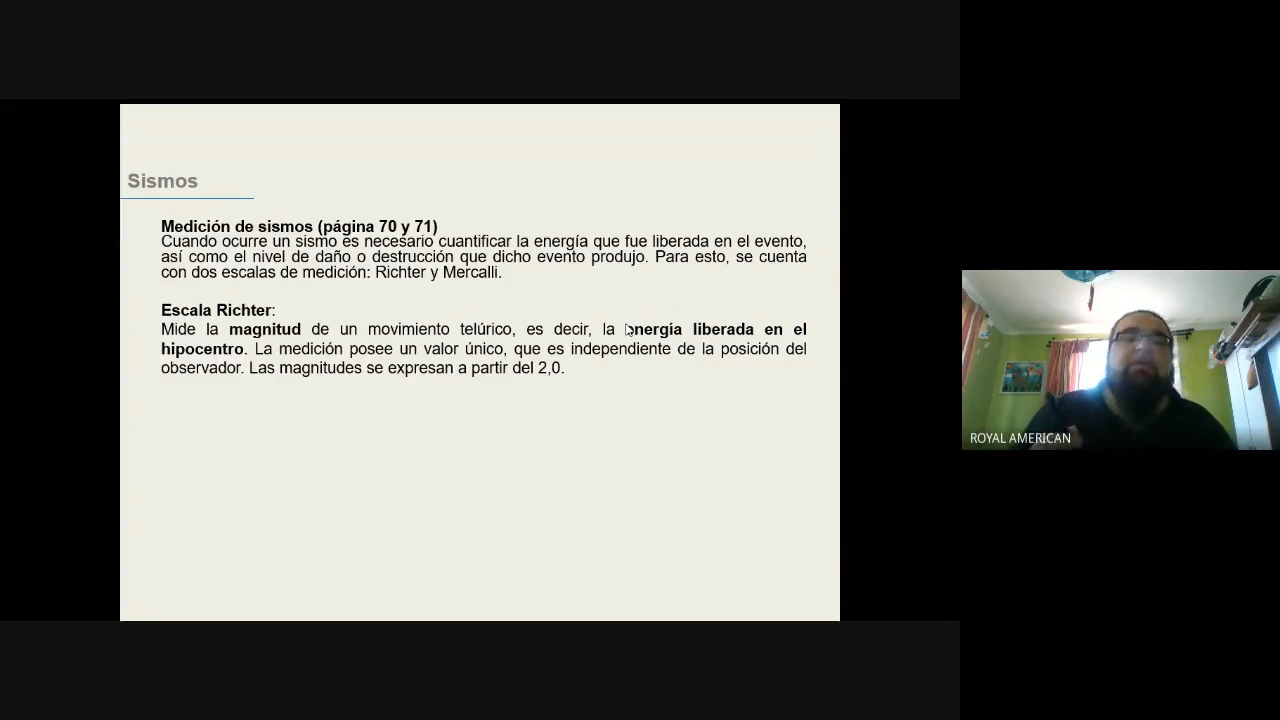 Sismos
Medición de sismos (página 70 y 71)
Cuando ocurre un sismo es necesario cuantificar la energía que fue liberada en el evento,
así como el nivel de daño o destrucción que dicho evento produjo. Para esto, se cuenta
con dos escalas de medición: Richter y Mercalli.
Escala Richter:
Mide la magnitud de un movimiento telúrico, es decir, la energía liberada en el
hipocentro. La medición posee un valor único, que es independiente de la posición del
observador. Las magnitudes se expresan a partir del 2,0.
ROYAL AMERICAN